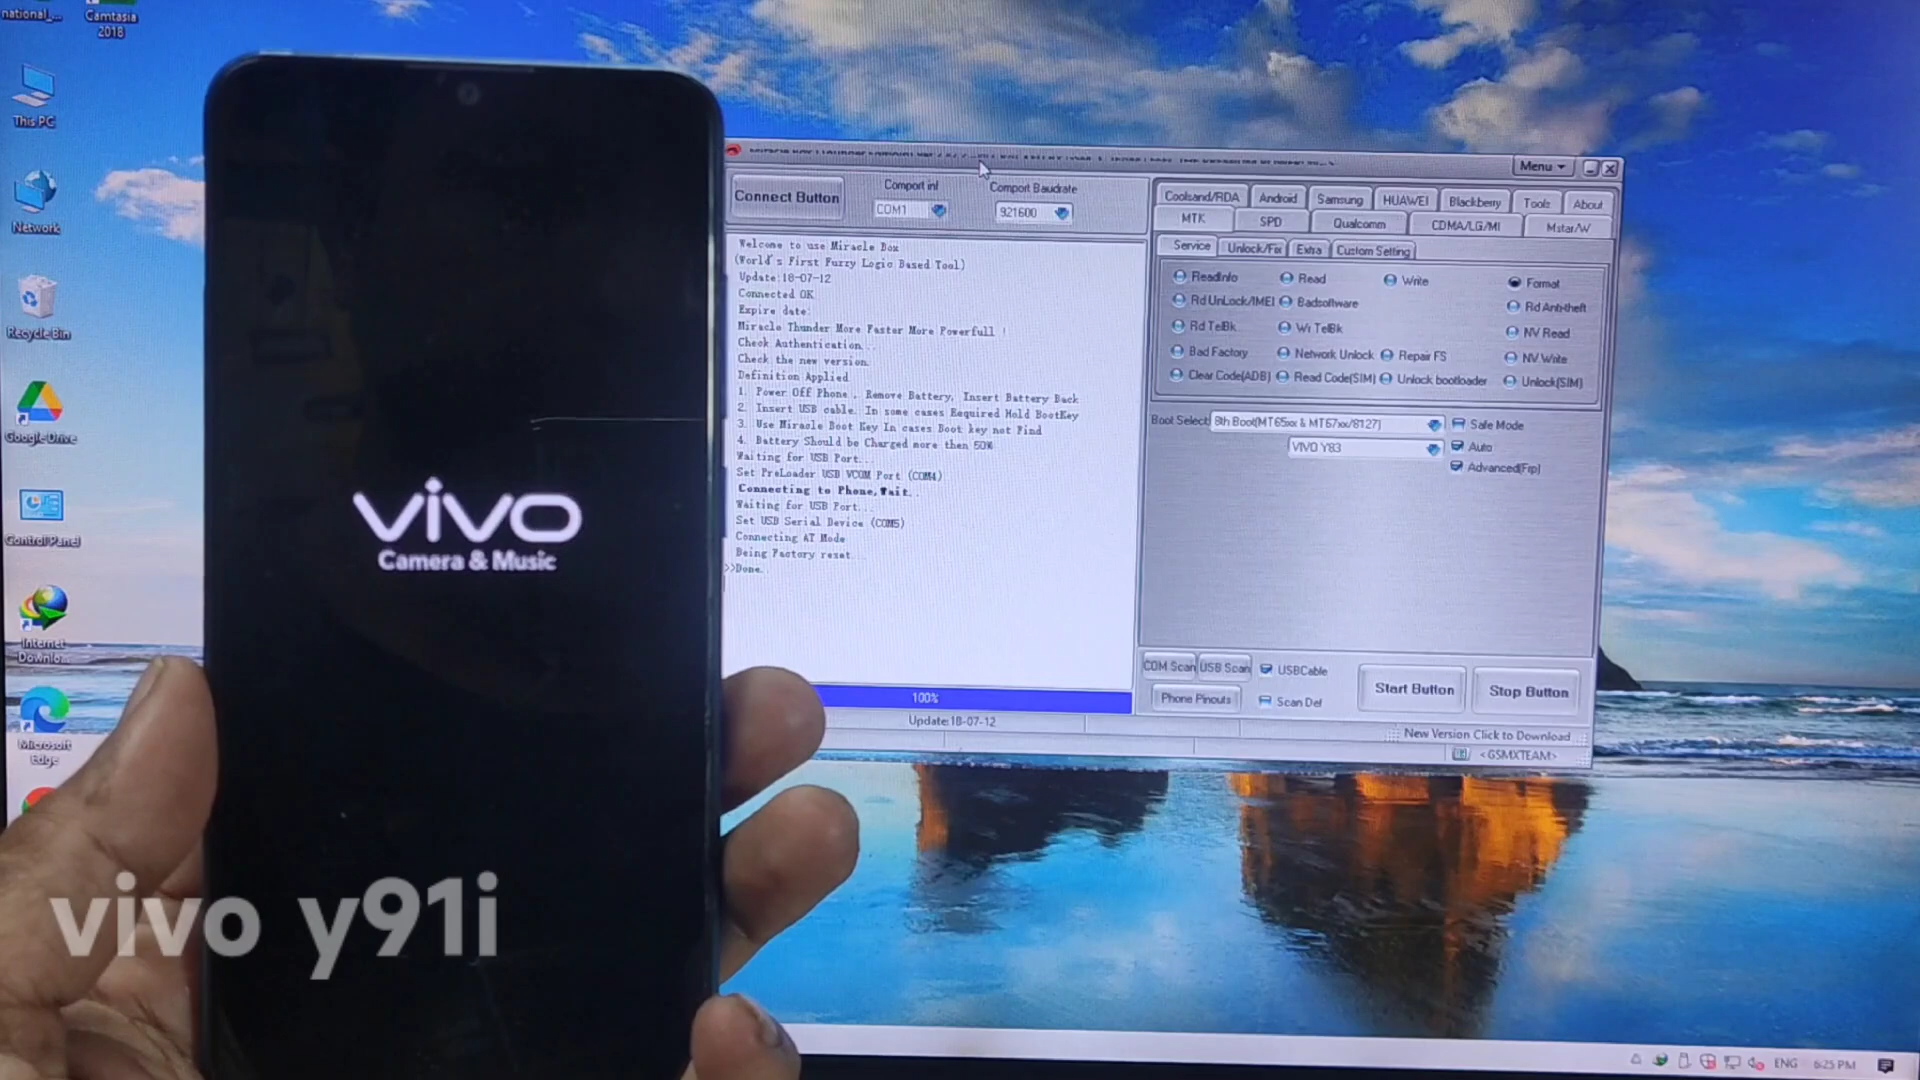 national_...
Camtasia
2018
This PC
Network
Recycle Bin
Google Drive
Control Panel
Internet
Downlo...
Microsoft
Edge
vivo
Camera & Music
vivo y91i
Menu
Connect Button
Comport inf
COM1
Comport Baudrate
921600
Welcome to use Miracle Box
(World's First Fuzzy Logic Based Tool)
Update:18-07-12
Connected OK
Expire date:
Miracle Thunder More Faster More Powerfull !
Check Authentication...
Check the new version.
Definition Applied
1. Power Off Phone , Remove Battery, Insert Battery Back
2. Insert USB cable. In some cases Required Hold BootKey
3. Use Miracle Boot Key In cases Boot key not Find
4. Battery Should be Charged more then 50%
Waiting for USB Port...
Set PreLoader USB VCOM Port (COM4)
Connecting to Phone,Wait..
Waiting for USB Port...
Set USB Serial Device (COM5)
Connecting AT Mode
Being Factory reset
>>Done.
100%
Update:18-07-12
Coolsand/RDA Android Samsung HUAWEI Blackberry Tools About
MTK SPD Qualcomm CDMA/LG/MI Mstar/W
Service Unlock/Fix Extra Custom Setting
ReadInfo Read Write Format
Rd UnLock/IMEI Badsoftware Rd Anti-theft
Rd TelBk Wr TelBk NV Read
Bad Factory Network Unlock Repair FS NV Write
Clear Code(ADB) Read Code(SIM) Unlock bootloader Unlock(SIM)
Boot Select: 8th Boot(MT65xx & MT67xx/8127) Safe Mode
VIVO Y83 Auto
Advanced(Frp)
COM Scan USB Scan USBCable
Phone Pinouts Scan Def
Start Button Stop Button
New Version Click to Download
<GSMXTEAM>
ENG 6:25 PM